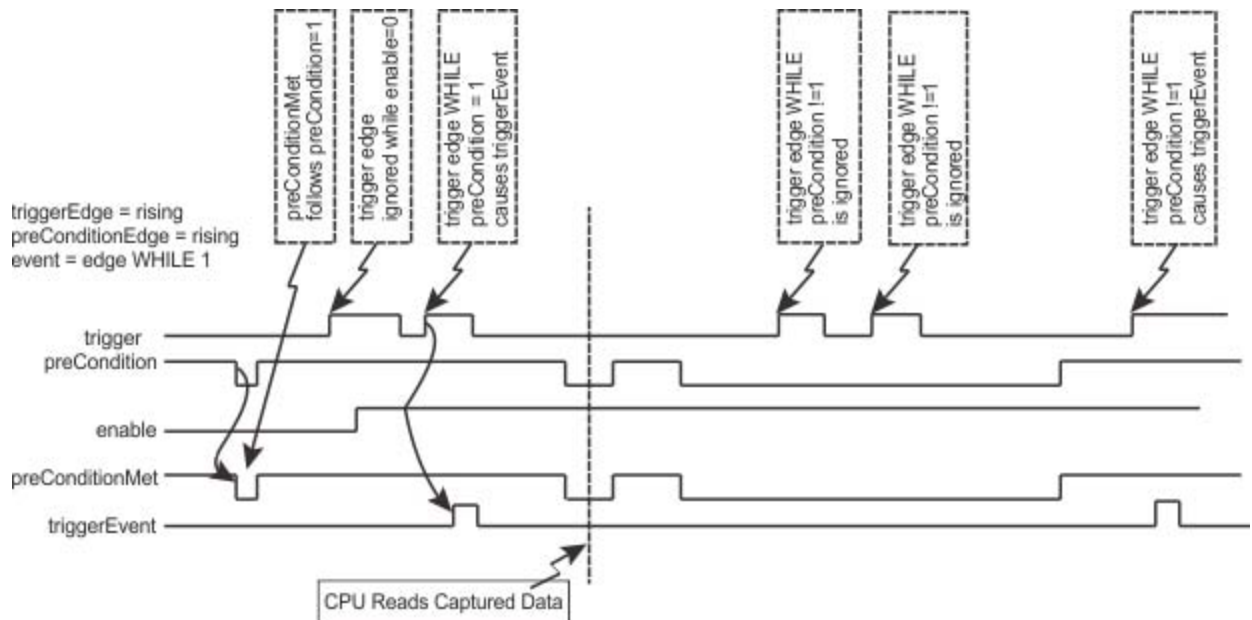 preConditionMet
follows preCondition=1
trigger edge
ignored while enable=0
trigger edge WHILE
preCondition = 1
causes triggerEvent
trigger edge WHILE
preCondition !=1
is ignored
trigger edge WHILE
preCondition !=1
is ignored
trigger edge WHILE
preCondition !=1
causes triggerEvent
triggerEdge = rising
preConditionEdge = rising
event = edge WHILE 1
trigger
preCondition
enable
preConditionMet
triggerEvent
CPU Reads Captured Data